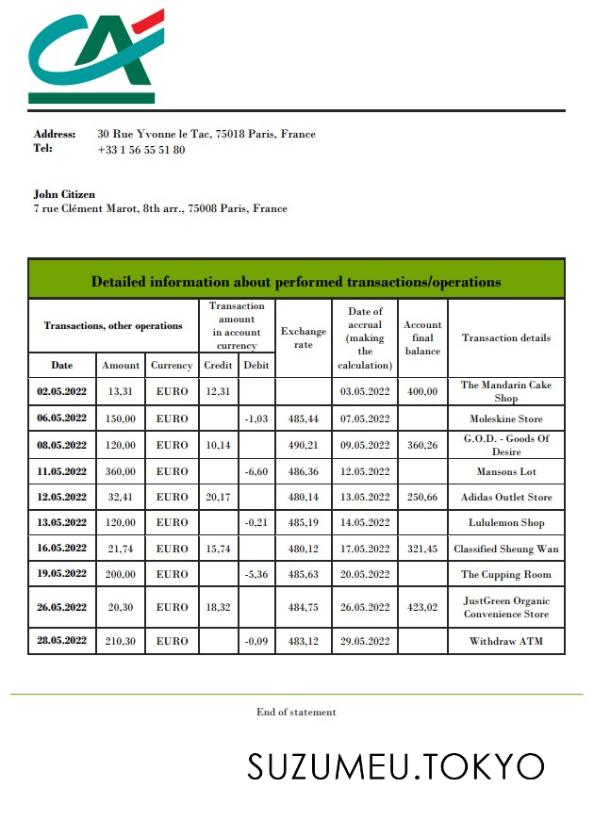 CA
Address: 30 Rue Yvonne le Tac, 75018 Paris, France
Tel: +33 1 56 55 51 80
John Citizen
7 rue Clément Marot, 8th arr., 75008 Paris, France
Detailed information about performed transactions/operations
Transactions, other operations
Transaction
amount
in account
currency
Exchange
rate
Date of
accrual
(making
the
calculation)
Account
final
balance
Transaction details
Date Amount Currency Credit Debit
02.05.2022 13,31 EURO 12,31 03.05.2022 400,00 The Mandarin Cake
Shop
06.05.2022 150,00 EURO -1,03 485,44 07.05.2022 Moleskine Store
08.05.2022 120,00 EURO 10,14 490,21 09.05.2022 360,26 G.O.D. - Goods Of
Desire
11.05.2022 360,00 EURO -6,60 486,36 12.05.2022 Mansons Lot
12.05.2022 32,41 EURO 20,17 480,14 13.05.2022 250,66 Adidas Outlet Store
13.05.2022 120,00 EURO -0,21 485,19 14.05.2022 Lululemon Shop
16.05.2022 21,74 EURO 15,74 480,12 17.05.2022 321,45 Classified Sheung Wan
19.05.2022 200,00 EURO -5,36 485,63 20.05.2022 The Cupping Room
26.05.2022 20,30 EURO 18,32 484,75 26.05.2022 423,02 JustGreen Organic
Convenience Store
28.05.2022 210,30 EURO -0,09 483,12 29.05.2022 Withdraw ATM
End of statement
SUZUMEU.TOKYO